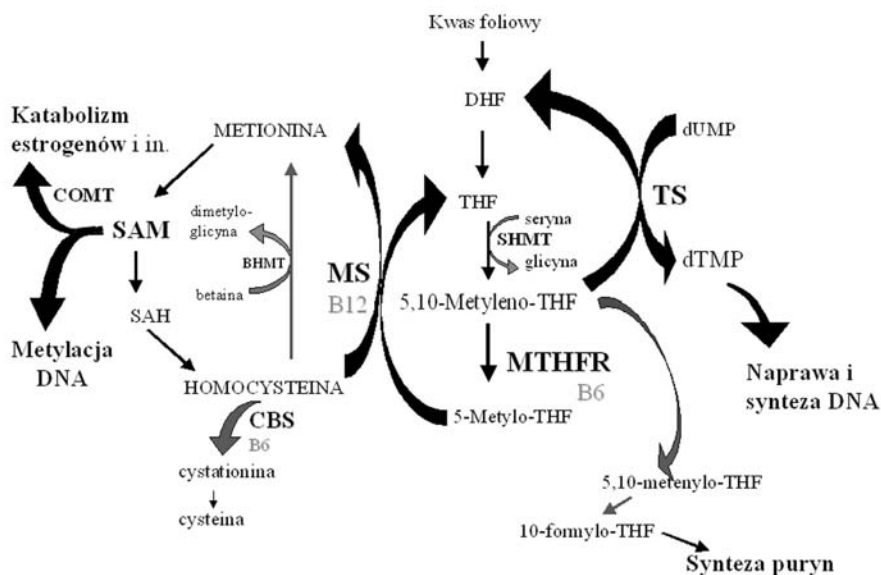 Kwas foliowy
DHF
Katabolizm
estrogenów i in.
METIONINA
dUMP
COMT
THF
TS
dimetylo-
glicyna
seryna
SHMT
SAM
glicyna
BHMT
MS
dTMP
betaina
B12
5,10-Metyleno-THF
SAH
Metylacja
DNA
MTHFR
Naprawa i
synteza DNA
HOMOCYSTEINA
B6
CBS
5-Metylo-THF
B6
cystationina
5,10-metenylo-THF
cysteina
10-formylo-THF
Synteza puryn